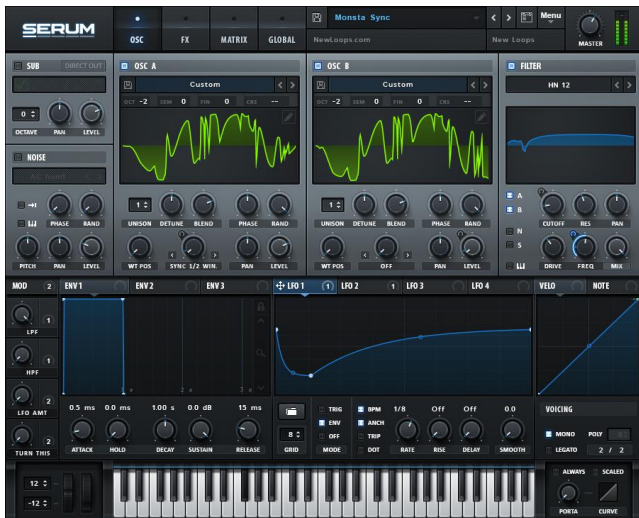 SERUM
OSC FX MATRIX GLOBAL
Monsta Sync
NewLoops.com New Loops
Menu
MASTER
SUB DIRECT OUT
0
OCTAVE PAN LEVEL
NOISE
AC hum1
PHASE RAND
PITCH PAN LEVEL
OSC A
Custom
OCT -2 SEM 0 FIN 0 CRS --
1
UNISON DETUNE BLEND PHASE RAND
WT POS SYNC 1/2 WIN. PAN LEVEL
OSC B
Custom
OCT -2 SEM 0 FIN 0 CRS --
1
UNISON DETUNE BLEND PHASE RAND
WT POS OFF PAN LEVEL
FILTER
HN 12
A
B
N
S
CUTOFF RES PAN
DRIVE FREQ MIX
MOD 2
1
LPF
1
HPF
2
LFO AMT
2
TURN THIS
ENV 1 ENV 2 ENV 3
1 s 2 s 3 s
0.5 ms 0.0 ms 1.00 s 0.0 dB 15 ms
ATTACK HOLD DECAY SUSTAIN RELEASE
LFO 1 1 LFO 2 1 LFO 3 LFO 4
8
GRID
TRIG
ENV
OFF
MODE
BPM
ANCH
TRIP
DOT
1/8 Off Off 0.0
RATE RISE DELAY SMOOTH
VELO NOTE
VOICING
MONO POLY
LEGATO 2 / 2
ALWAYS SCALED
PORTA CURVE
12
-12